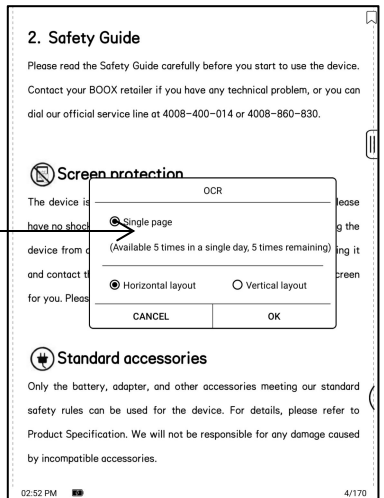 2. Safety Guide
Please read the Safety Guide carefully before you start to use the device.
Contact your BOOX retailer if you have any technical problem, or you can
dial our official service line at 4008-400-014 or 4008-860-830.
Screen protection
The device is
lease
have no shock
g the
device from d
ing it
and contact th
creen
for you. Pleas
OCR
Single page
(Available 5 times in a single day, 5 times remaining)
Horizontal layout Vertical layout
CANCEL OK
Standard accessories
Only the battery, adapter, and other accessories meeting our standard
safety rules can be used for the device. For details, please refer to
Product Specification. We will not be responsible for any damage caused
by incompatible accessories.
02:52 PM 4/170